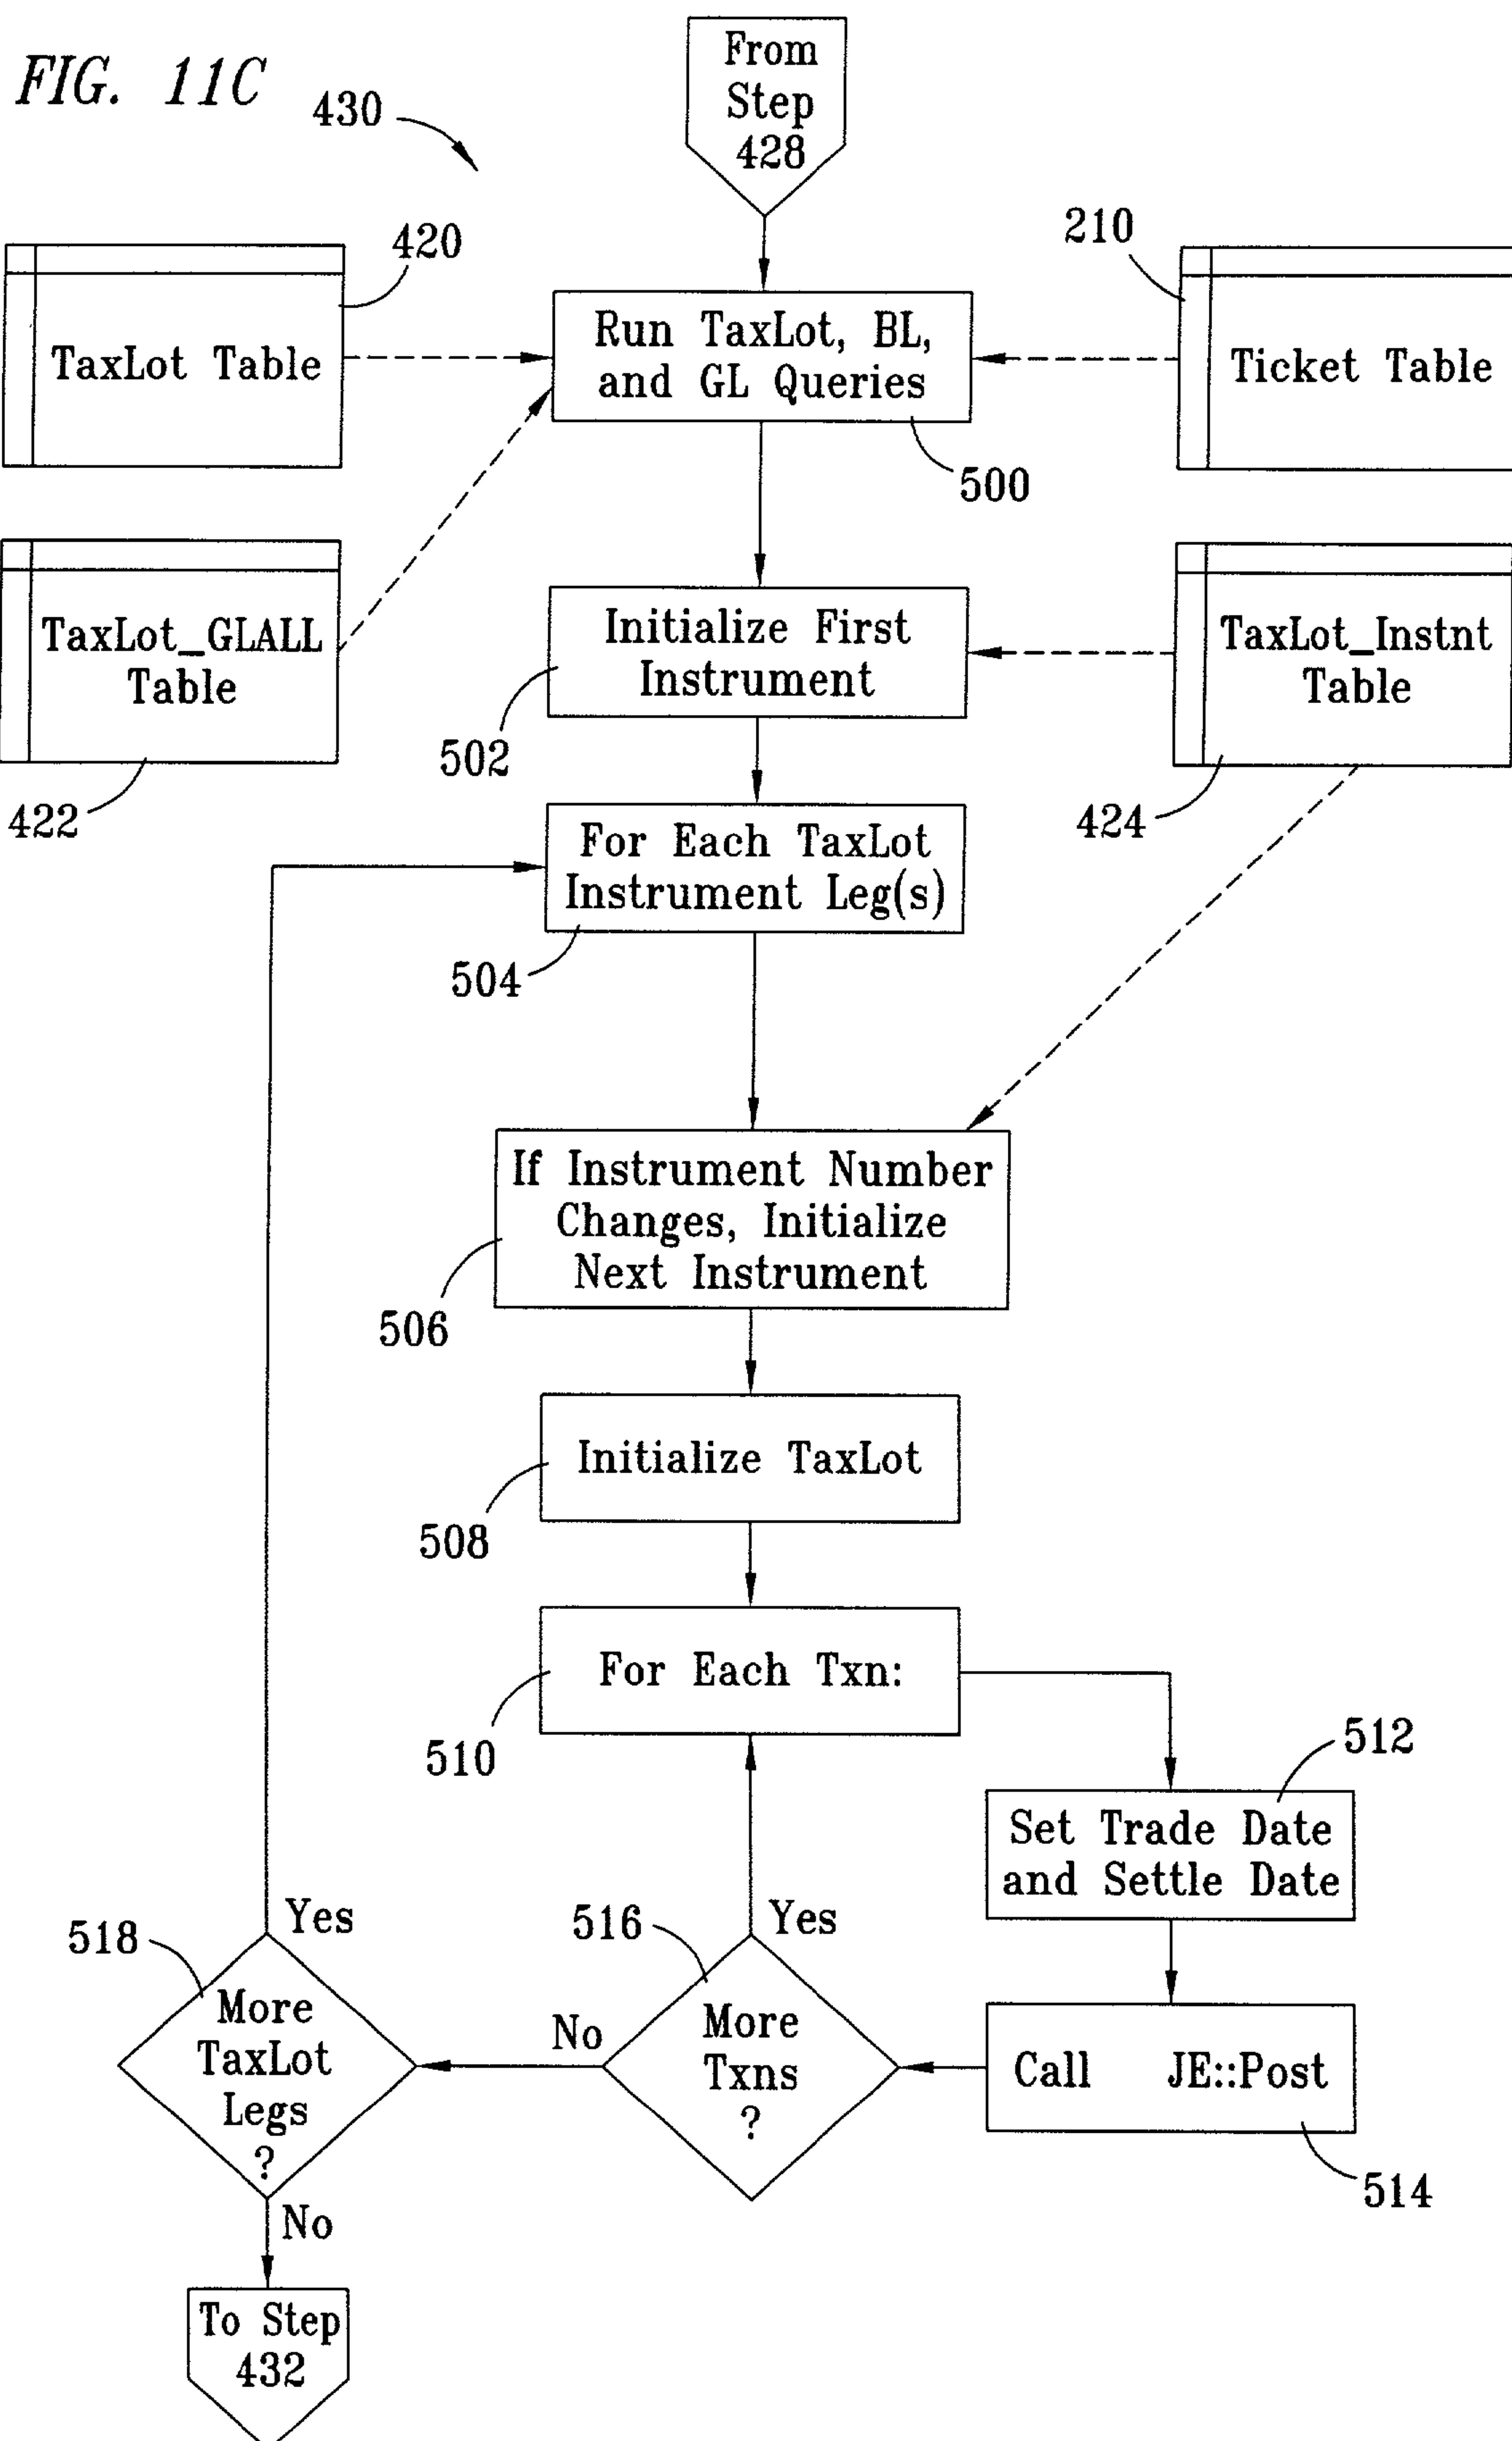 FIG. 11C
430
From
Step
428
420
210
TaxLot Table
Run TaxLot, BL,
and GL Queries
Ticket Table
500
TaxLot_GLALL
Table
Initialize First
Instrument
TaxLot_Instnt
Table
502
422
424
For Each TaxLot
Instrument Leg(s)
504
If Instrument Number
Changes, Initialize
Next Instrument
506
Initialize TaxLot
508
For Each Txn:
510
512
Set Trade Date
and Settle Date
518
Yes
516
Yes
More
TaxLot
Legs
?
No
More
Txns
?
Call JE::Post
514
No
To Step
432